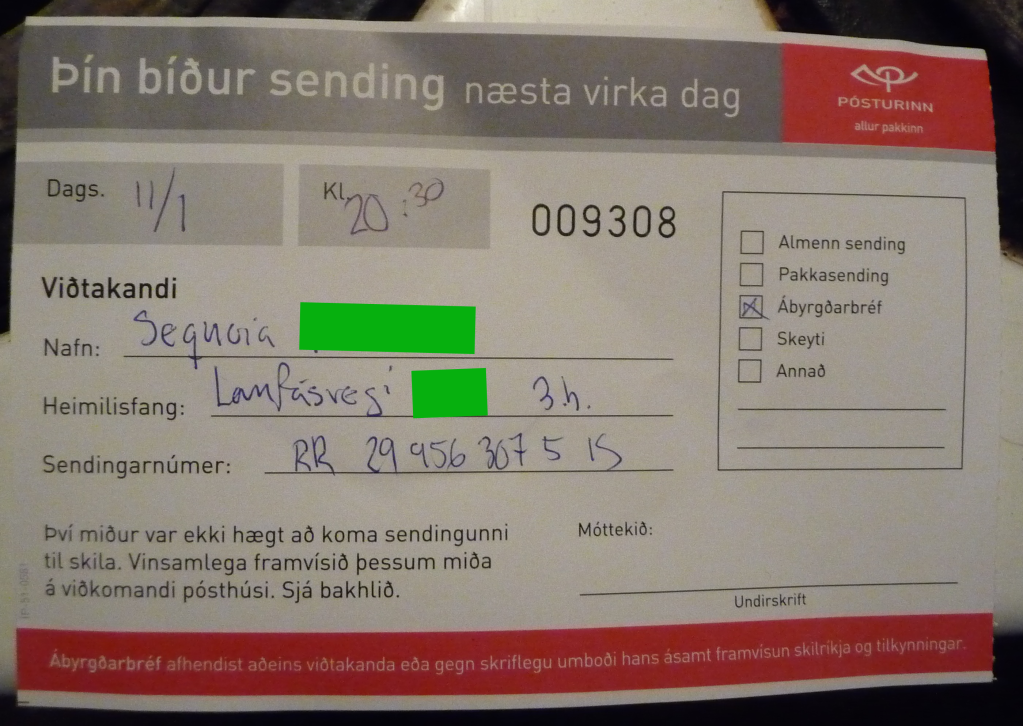 Þín bíður sending næsta virka dag
PÓSTURINN
allur pakkinn
Dags. 11/1
Kl. 20:30
009308
Almenn sending
Pakkasending
Ábyrgðarbréf
Skeyti
Annað
Viðtakandi
Nafn: Sequoia
Heimilisfang: Laufásvegi 3.h.
Sendingarnúmer: RR 29 956 307 5 IS
Því miður var ekki hægt að koma sendingunni
til skila. Vinsamlega framvísið þessum miða
á viðkomandi pósthúsi. Sjá bakhlið.
Móttekið:
Undirskrift
Ábyrgðarbréf afhendist aðeins viðtakanda eða gegn skriflegu umboði hans ásamt framvísun skilríkja og tilkynningar.